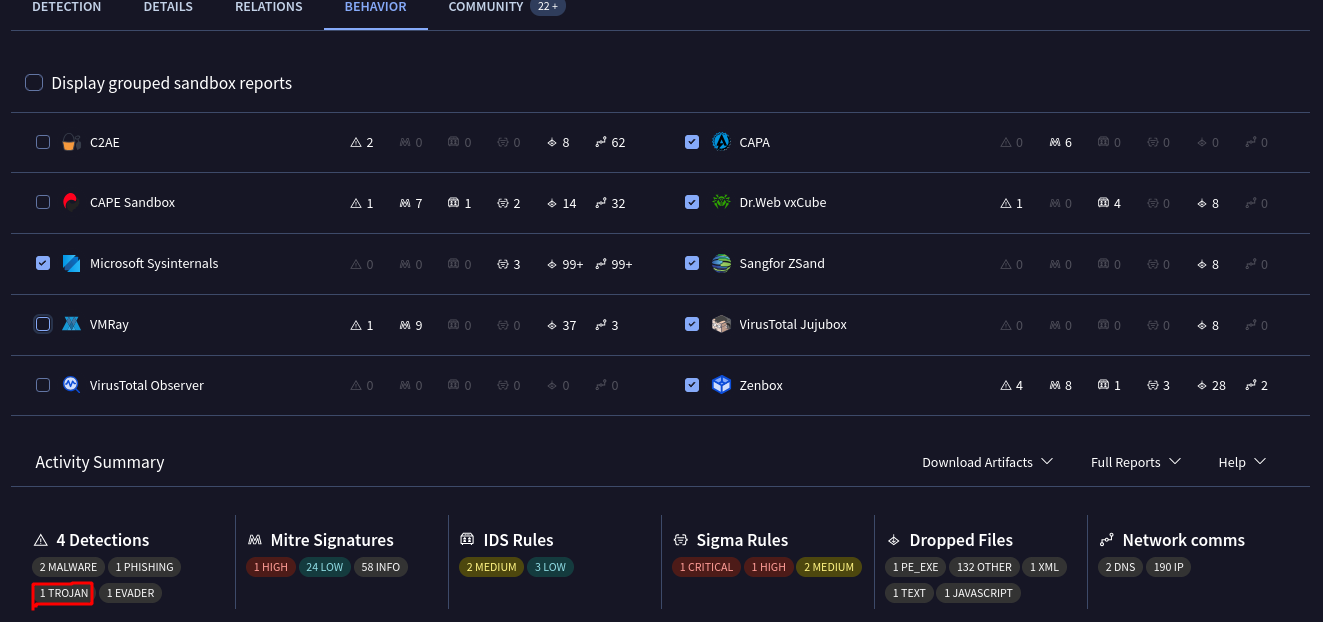 DETECTION DETAILS RELATIONS BEHAVIOR COMMUNITY 22 +
Display grouped sandbox reports
C2AE 2 0 0 0 8 62 CAPA 0 6 0 0 0 0
CAPE Sandbox 1 7 1 2 14 32 Dr.Web vxCube 1 0 4 0 8 0
Microsoft Sysinternals 0 0 0 3 99+ 99+ Sangfor ZSand 0 0 0 0 8 0
VMRay 1 9 0 0 37 3 VirusTotal Jujubox 0 0 0 0 8 0
VirusTotal Observer 0 0 0 0 0 0 Zenbox 4 8 1 3 28 2
Activity Summary Download Artifacts Full Reports Help
4 Detections Mitre Signatures IDS Rules Sigma Rules Dropped Files Network comms
2 MALWARE 1 PHISHING 1 HIGH 24 LOW 58 INFO 2 MEDIUM 3 LOW 1 CRITICAL 1 HIGH 2 MEDIUM 1 PE_EXE 132 OTHER 1 XML 2 DNS 190 IP
1 TROJAN 1 EVADER 1 TEXT 1 JAVASCRIPT